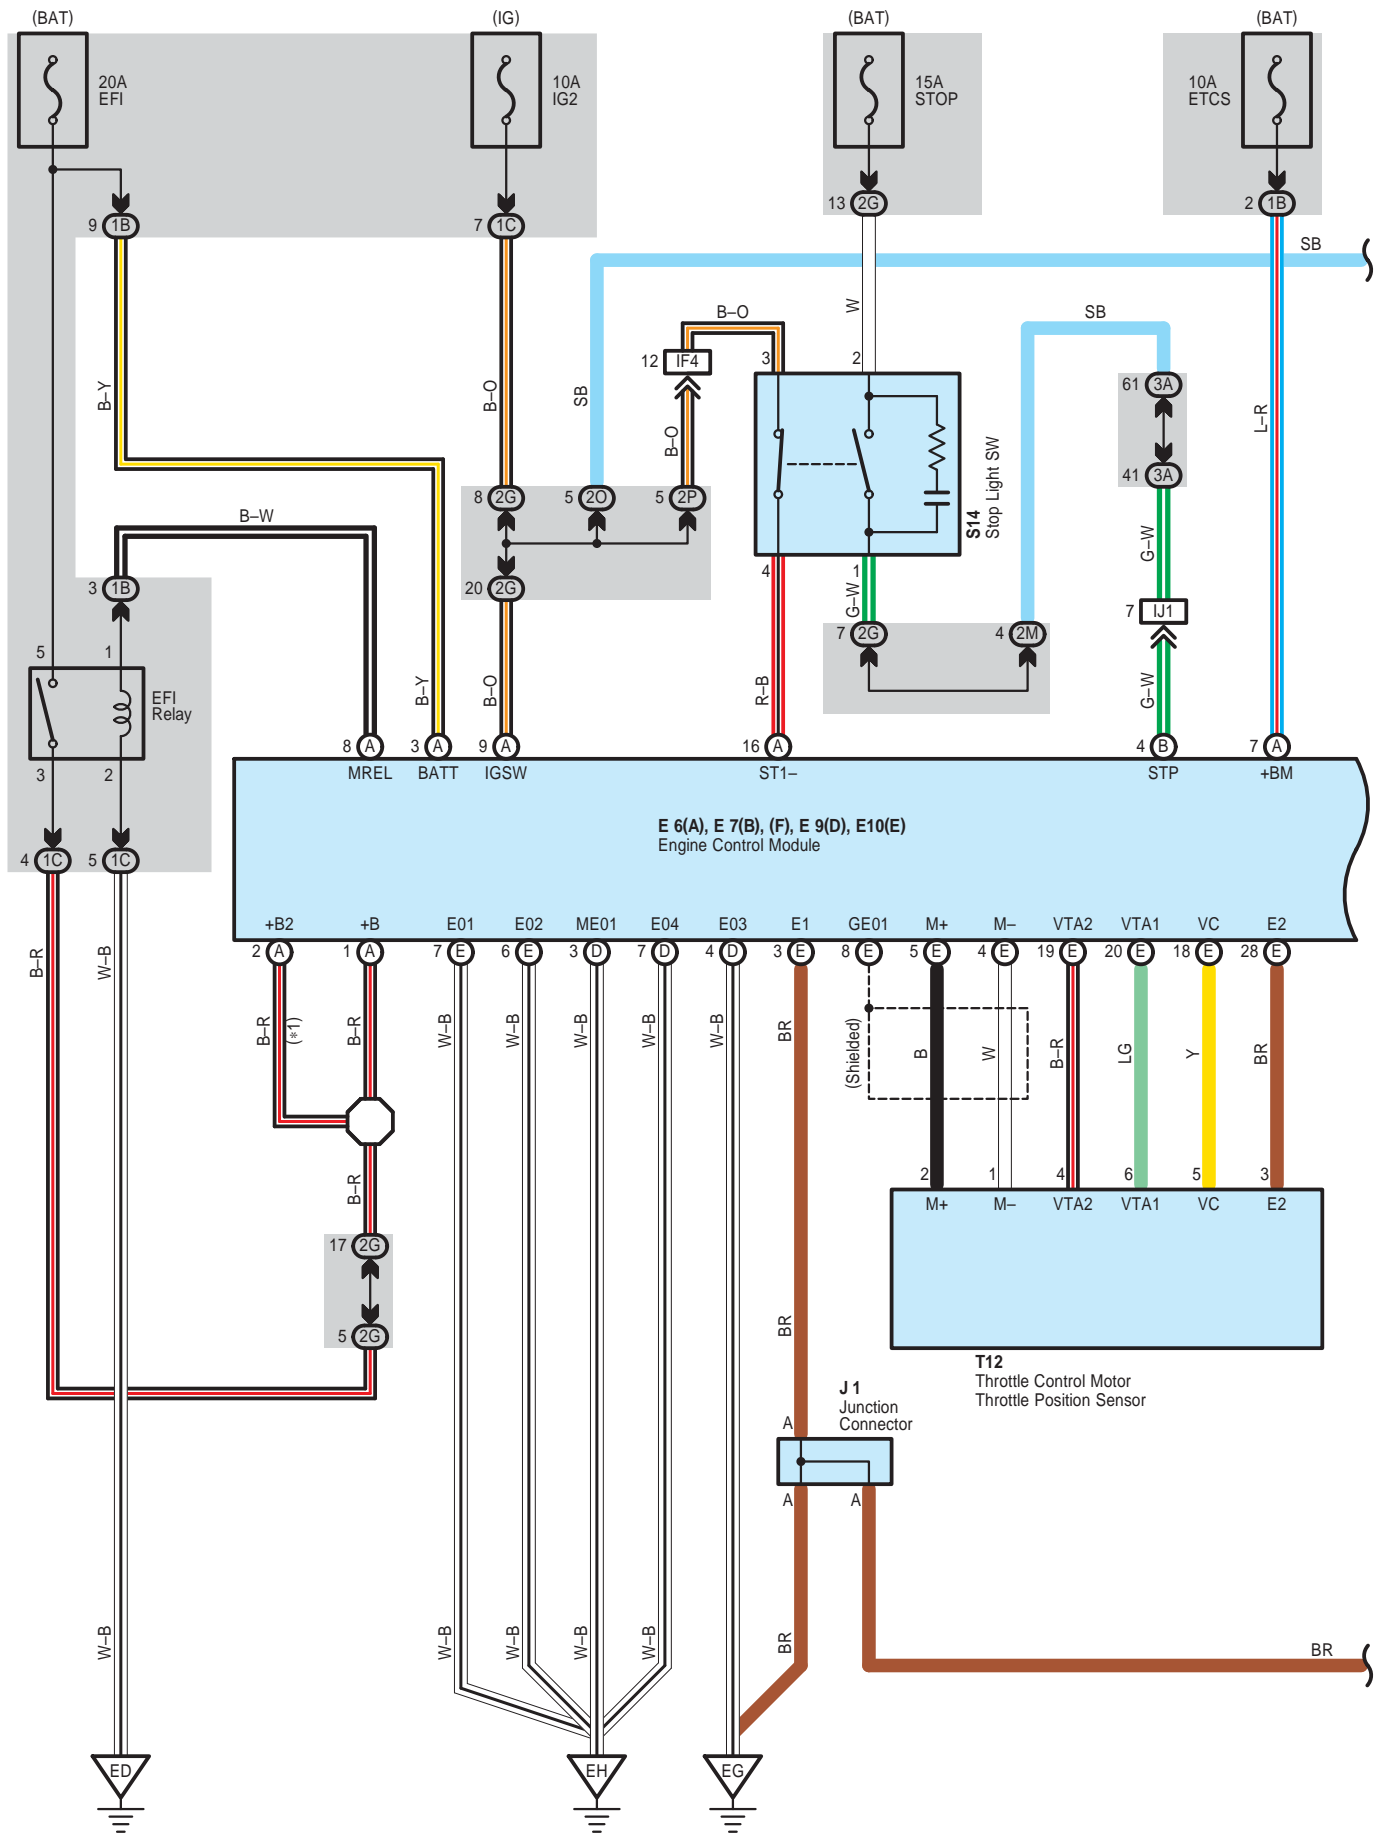 (BAT) (IG) (BAT) (BAT)
20A 10A 15A 10A
EFI IG2 STOP ETCS
13 2G 2 1B
9 1B 7 1C
SB
B–O SB
W
12 IF4 3 2
61 3A
B–Y B–O SB B–O L–R
S14
Stop Light SW
41 3A
8 2G 5 2O 5 2P
B–W
G–W
4 1
3 1B 20 2G
G–W
7 IJ1
7 2G 4 2M
5 1
EFI
Relay
B–Y B–O R–B G–W
8 A 3 A 9 A 16 A 4 B 7 A
MREL BATT IGSW ST1– STP +BM
3 2
E 6(A), E 7(B), (F), E 9(D), E10(E)
Engine Control Module
4 1C 5 1C
+B2 +B E01 E02 ME01 E04 E03 E1 GE01 M+ M– VTA2 VTA1 VC E2
2 A 1 A 7 E 6 E 3 D 7 D 4 D 3 E 8 E 5 E 4 E 19 E 20 E 18 E 28 E
B–R W–B
B–R (*1) B–R W–B W–B W–B W–B W–B BR (Shielded) B W B–R LG Y BR
2 1 4 6 5 3
B–R
M+ M– VTA2 VTA1 VC E2
17 2G
BR
5 2G
T12
Throttle Control Motor
Throttle Position Sensor
J 1
Junction
Connector
A
A A
W–B W–B W–B W–B W–B W–B BR
BR
ED EH EG